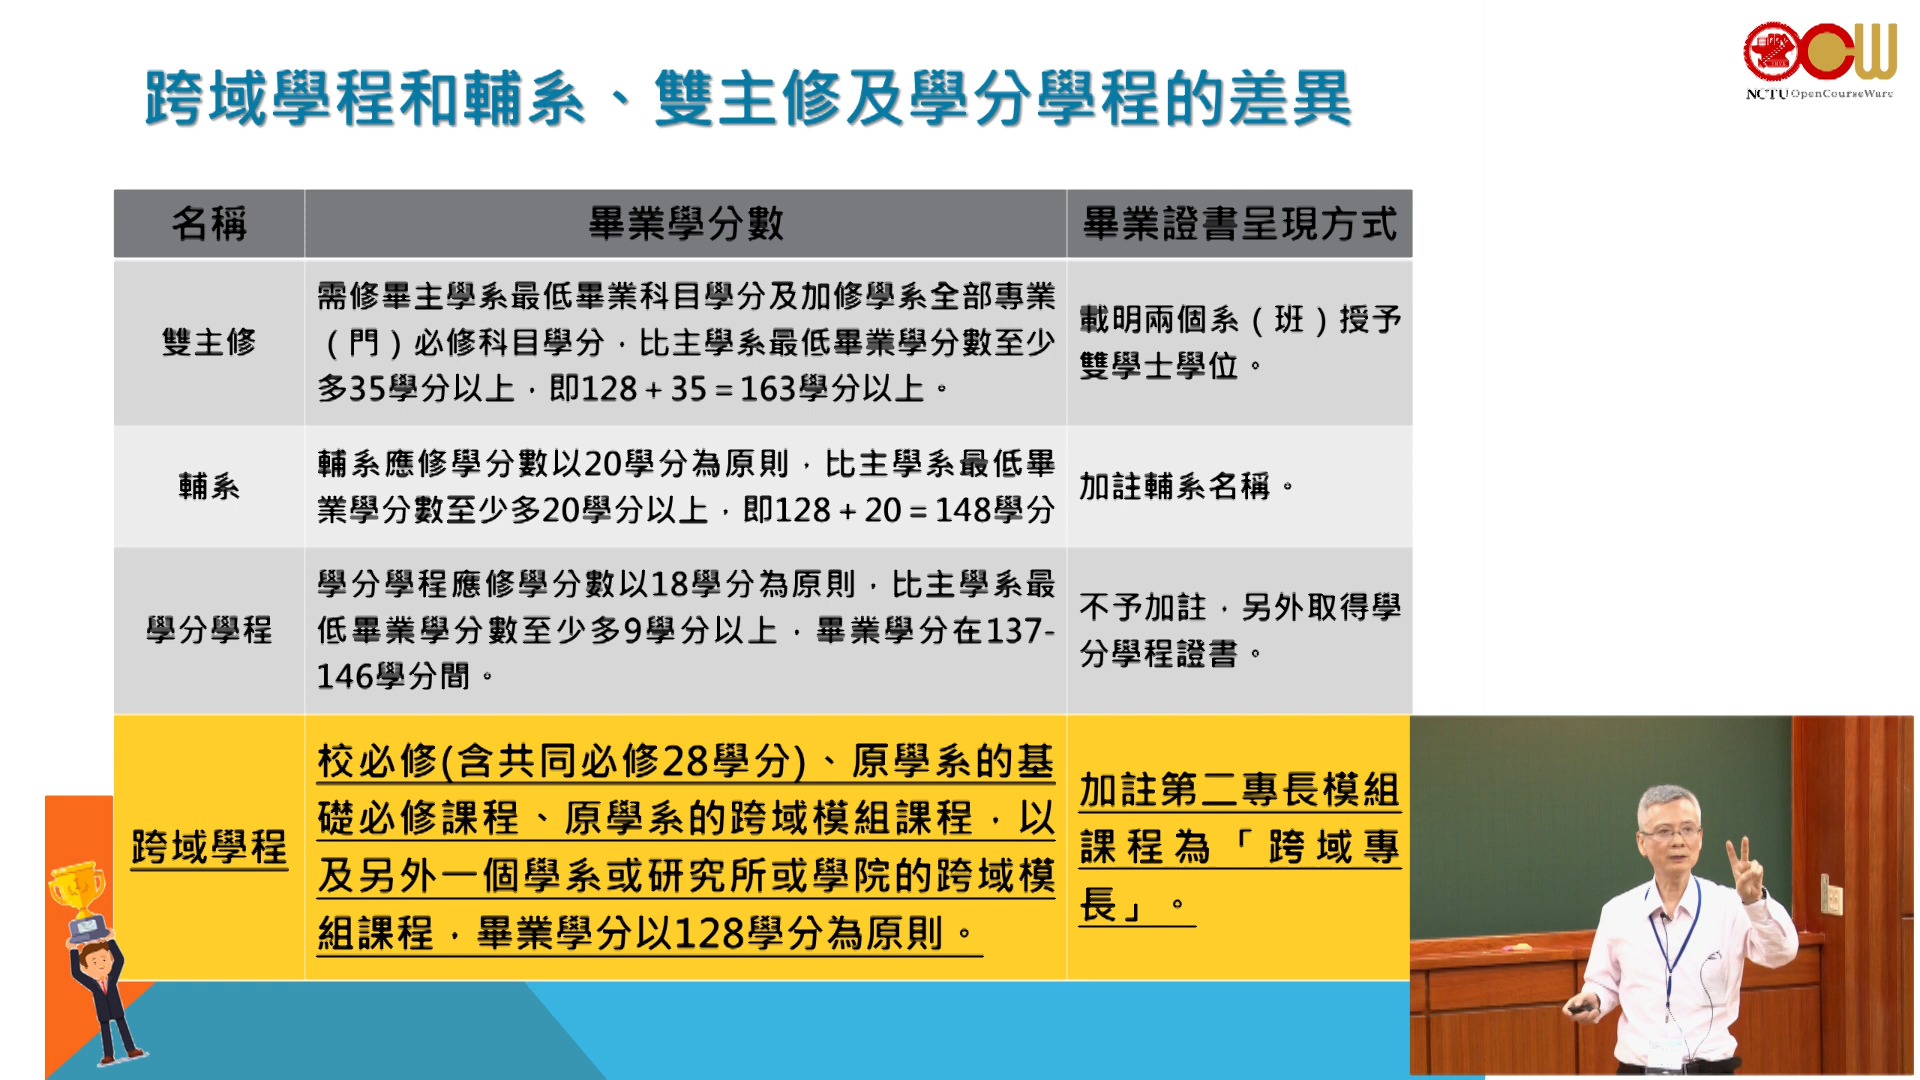 跨域學程和輔系、雙主修及學分學程的差異
NCTU OpenCourseWare
名稱
畢業學分數
畢業證書呈現方式
雙主修
需修畢主學系最低畢業科目學分及加修學系全部專業
（門）必修科目學分，比主學系最低畢業學分數至少
多35學分以上，即128＋35＝163學分以上。
載明兩個系（班）授予
雙學士學位。
輔系
輔系應修學分數以20學分為原則，比主學系最低畢
業學分數至少多20學分以上，即128＋20＝148學分
加註輔系名稱。
學分學程
學分學程應修學分數以18學分為原則，比主學系最
低畢業學分數至少多9學分以上，畢業學分在137-
146學分間。
不予加註，另外取得學
分學程證書。
跨域學程
校必修(含共同必修28學分)、原學系的基
礎必修課程、原學系的跨域模組課程，以
及另外一個學系或研究所或學院的跨域模
組課程，畢業學分以128學分為原則。
加註第二專長模組
課程為「跨域專
長」。